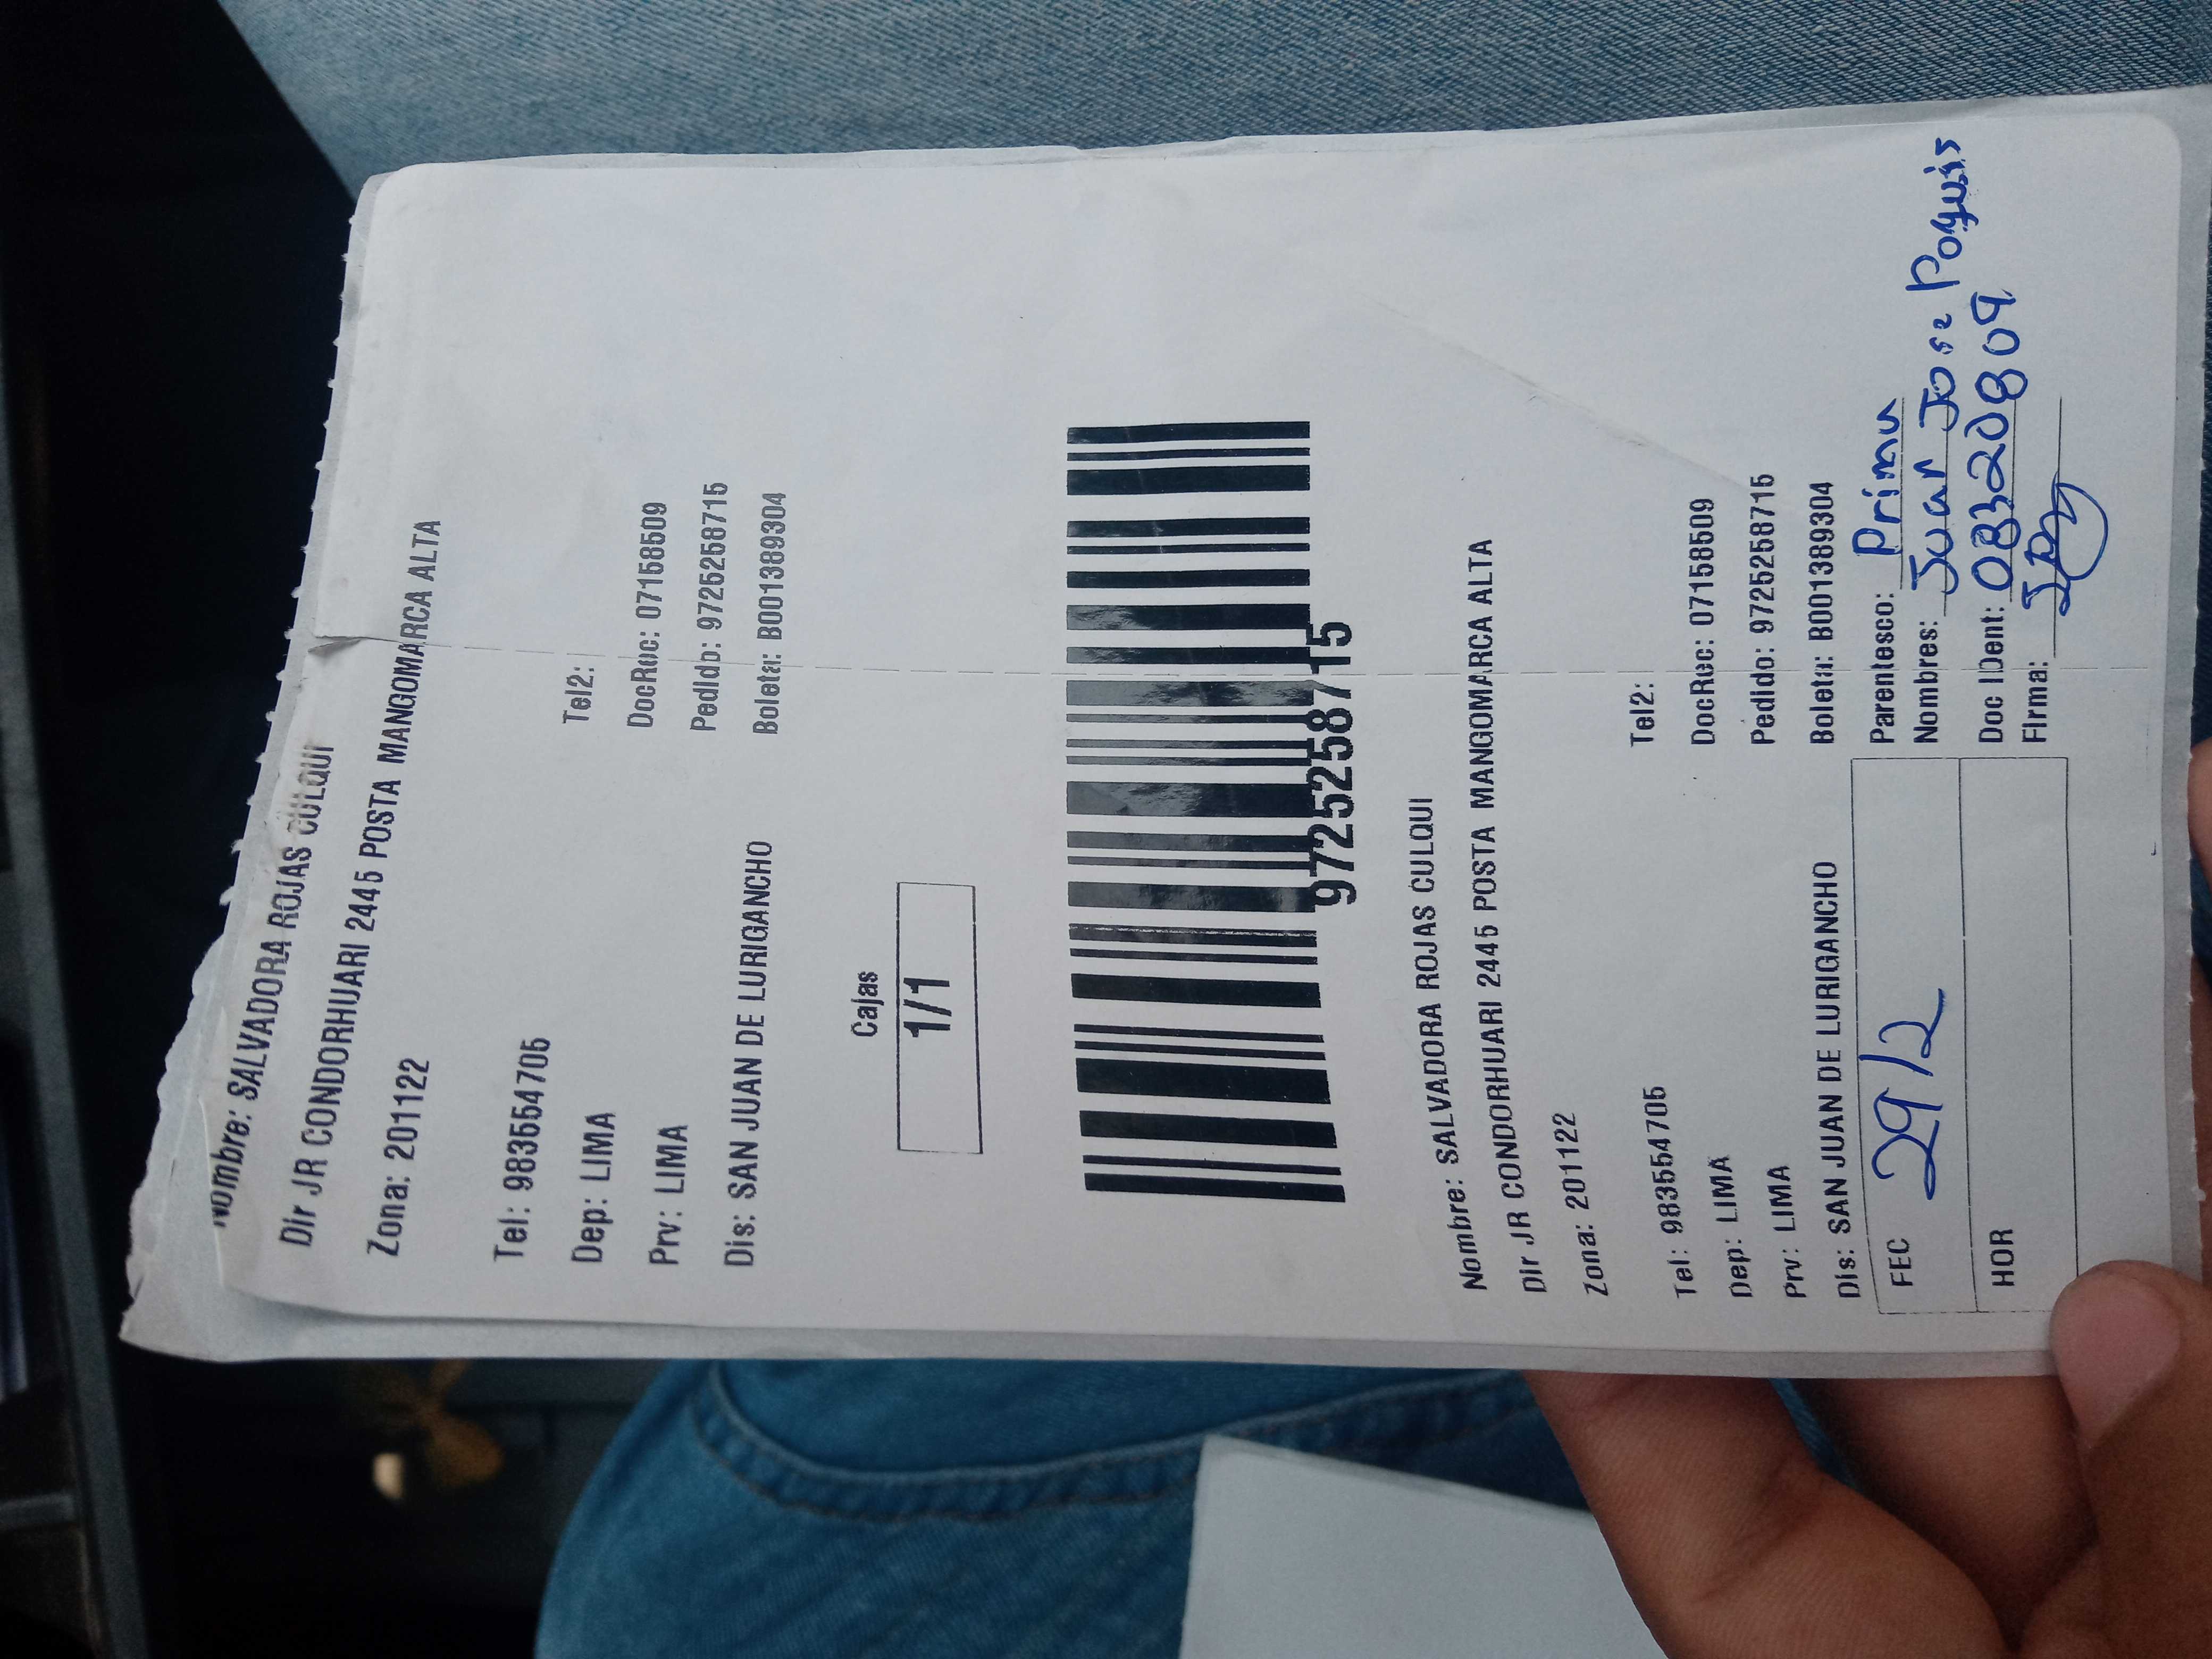 Nombre: SALVADORA ROJAS CULQUI
Dir JR CONDORHUARI 2445 POSTA MANGOMARCA ALTA
Zona: 201122
Tel: 983554705
Tel2:
Dep: LIMA
DocRec: 07158509
Prv: LIMA
Pedido: 9725258715
Dis: SAN JUAN DE LURIGANCHO
Boleta: B001389304
Cajas
1/1
9725258715
Nombre: SALVADORA ROJAS CULQUI
Dir JR CONDORHUARI 2445 POSTA MANGOMARCA ALTA
Zona: 201122
Tel: 983554705
Tel2:
Dep: LIMA
DocRec: 07158509
Prv: LIMA
Pedido: 9725258715
Dis: SAN JUAN DE LURIGANCHO
Boleta: B001389304
FEC 29/2
Parentesco: Primo
Nombres: Juan Jose
HOR
Doc IDent: 08320809
Firma: